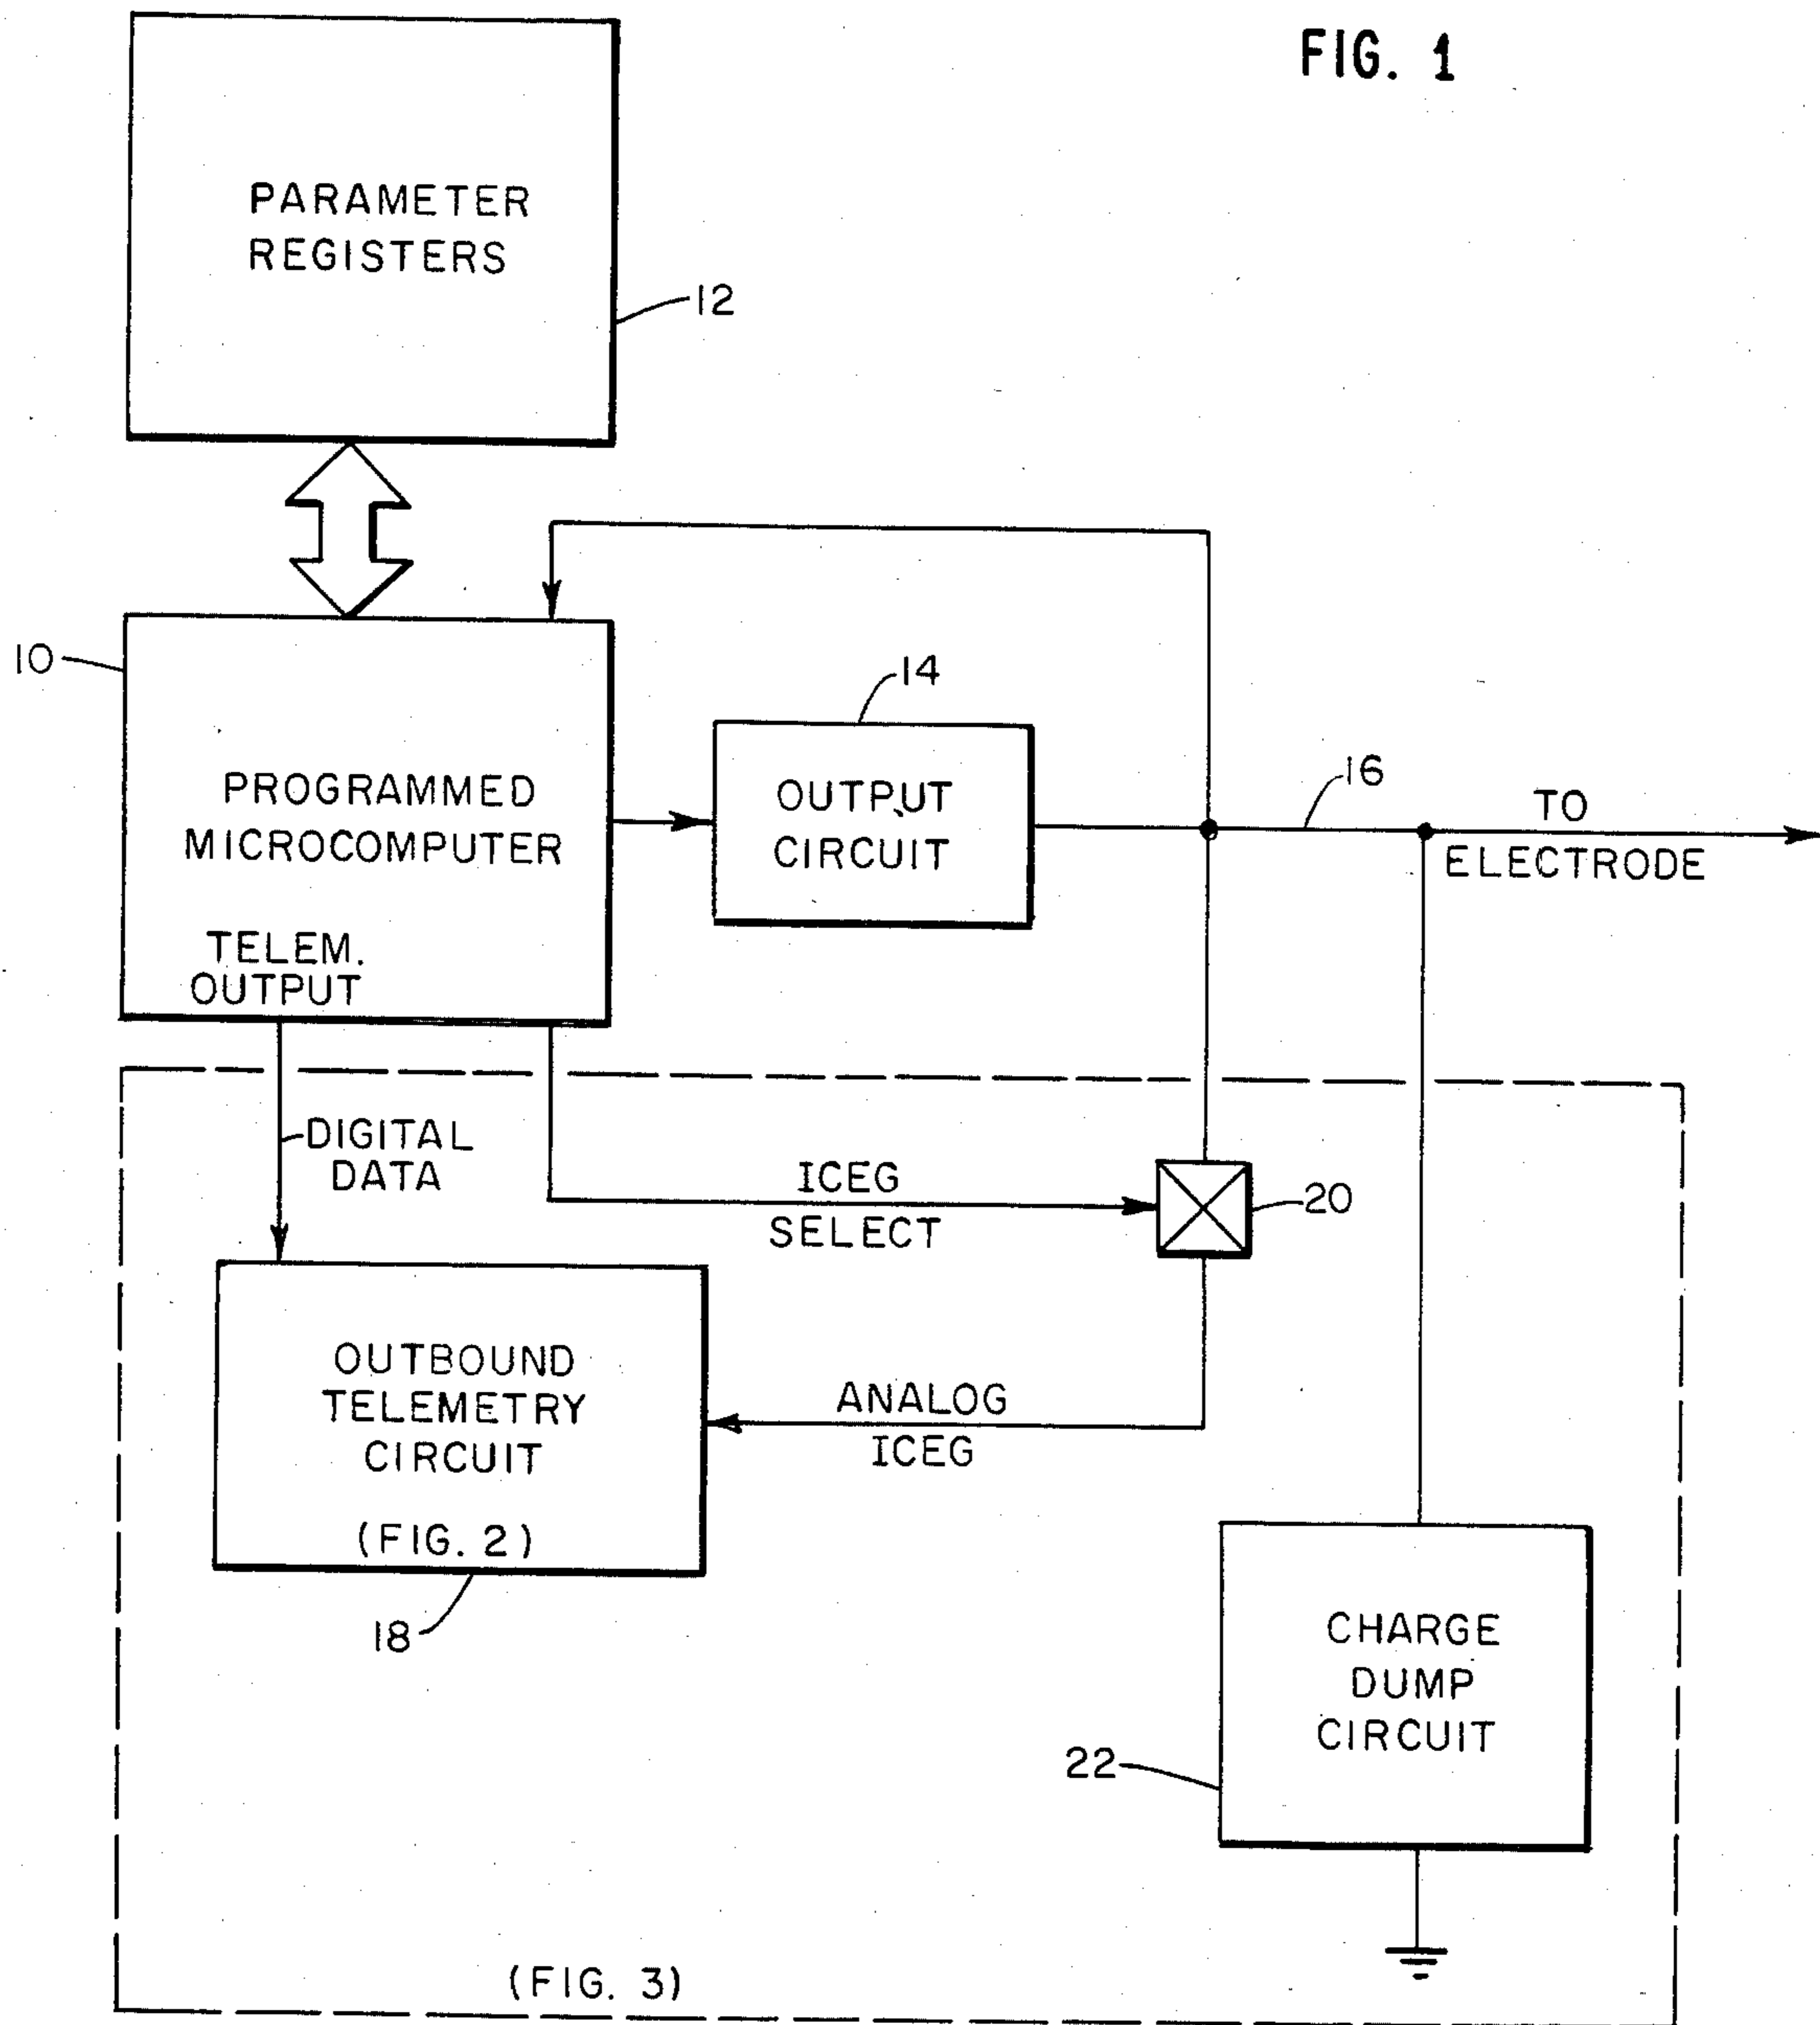 FIG. 1
PARAMETER
REGISTERS
12
10
14
PROGRAMMED
MICROCOMPUTER
OUTPUT
CIRCUIT
16
TO
ELECTRODE
TELEM.
OUTPUT
DIGITAL
DATA
ICEG
SELECT
20
OUTBOUND
TELEMETRY
CIRCUIT
(FIG. 2)
ANALOG
ICEG
18
CHARGE
DUMP
CIRCUIT
22
(FIG. 3)